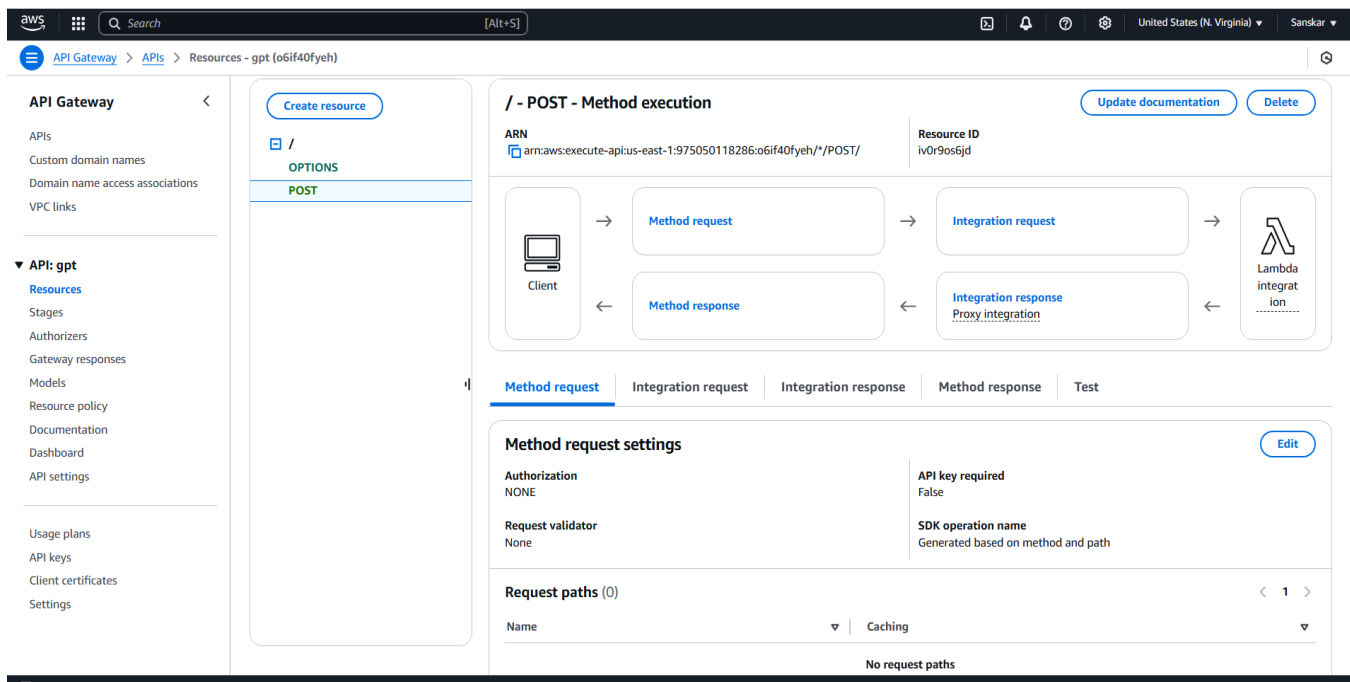 aws
Search [Alt+S]
United States (N. Virginia) Sanskar
API Gateway > APIs > Resources - gpt (o6if40fyeh)
API Gateway
APIs
Custom domain names
Domain name access associations
VPC links
API: gpt
Resources
Stages
Authorizers
Gateway responses
Models
Resource policy
Documentation
Dashboard
API settings
Usage plans
API keys
Client certificates
Settings
Create resource
/
OPTIONS
POST
/ - POST - Method execution
Update documentation
Delete
ARN
arn:aws:execute-api:us-east-1:975050118286:o6if40fyeh/*/POST/
Resource ID
iv0r9os6jd
Client
Method request
Integration request
Method response
Integration response
Proxy integration
Lambda
integrat
ion
Method request Integration request Integration response Method response Test
Method request settings
Edit
Authorization
NONE
API key required
False
Request validator
None
SDK operation name
Generated based on method and path
Request paths (0)
< 1 >
Name Caching
No request paths